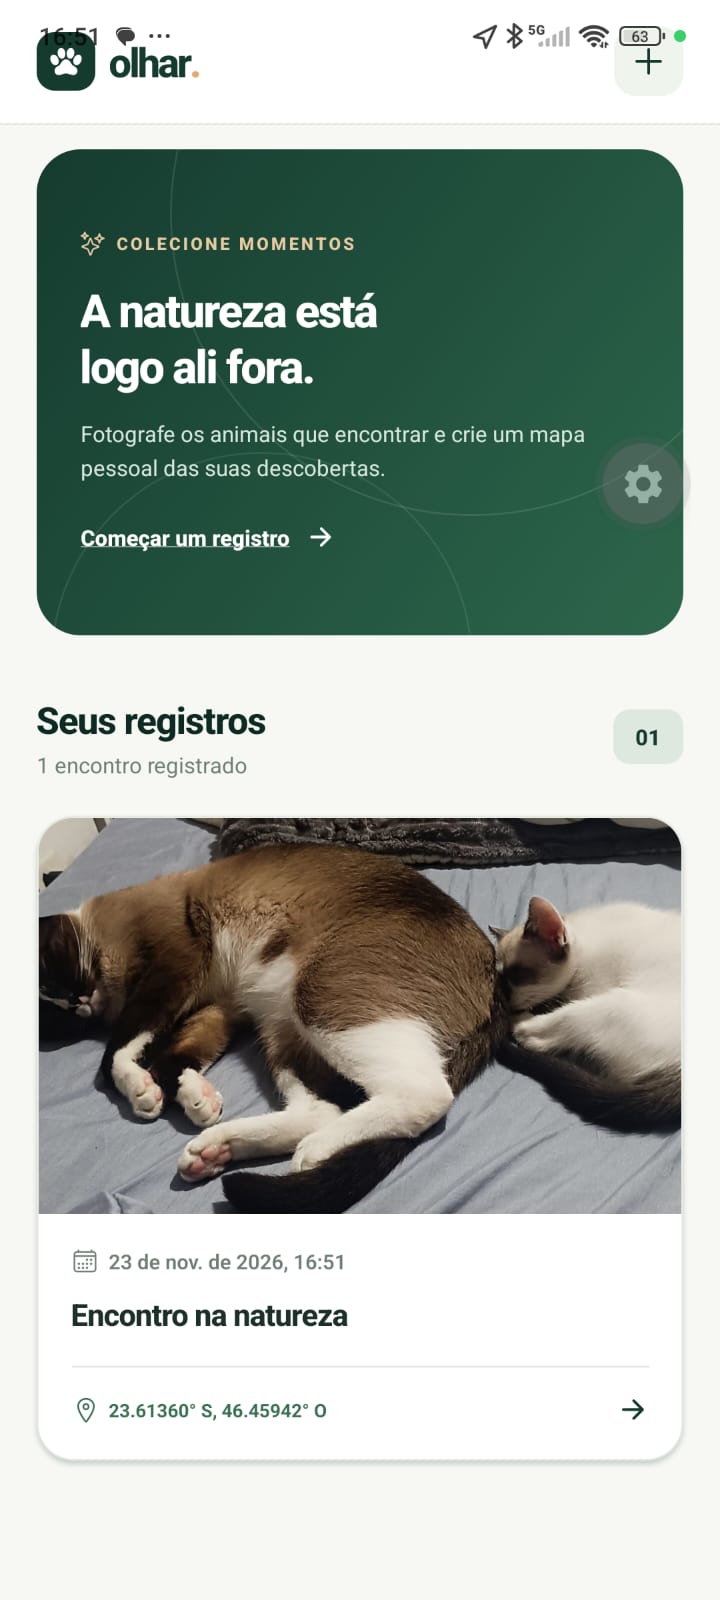 16:51
5G
63
olhar.
COLECIONE MOMENTOS
A natureza está
logo ali fora.
Fotografe os animais que encontrar e crie um mapa
pessoal das suas descobertas.
Começar um registro
Seus registros
01
1 encontro registrado
23 de nov. de 2026, 16:51
Encontro na natureza
23.61360° S, 46.45942° O